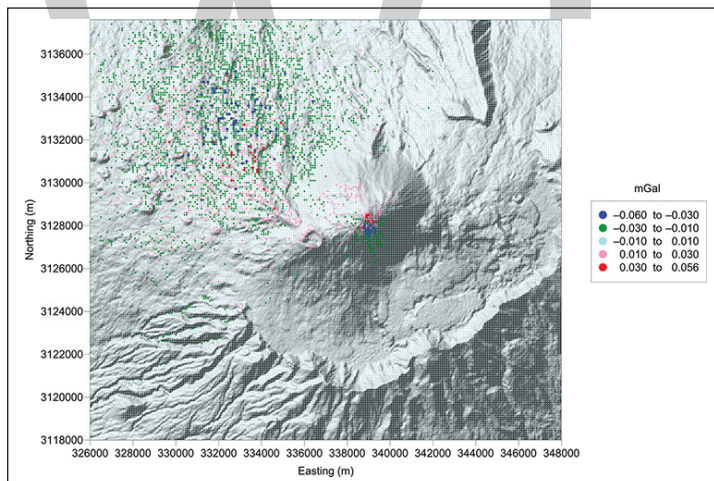 3136000
3134000
3132000
3130000
3128000
3126000
3124000
3122000
3120000
3118000
Northing (m)
326000 328000 330000 332000 334000 336000 338000 340000 342000 344000 346000 348000
Easting (m)
mGal
–0.060 to –0.030
–0.030 to –0.010
–0.010 to 0.010
0.010 to 0.030
0.030 to 0.056